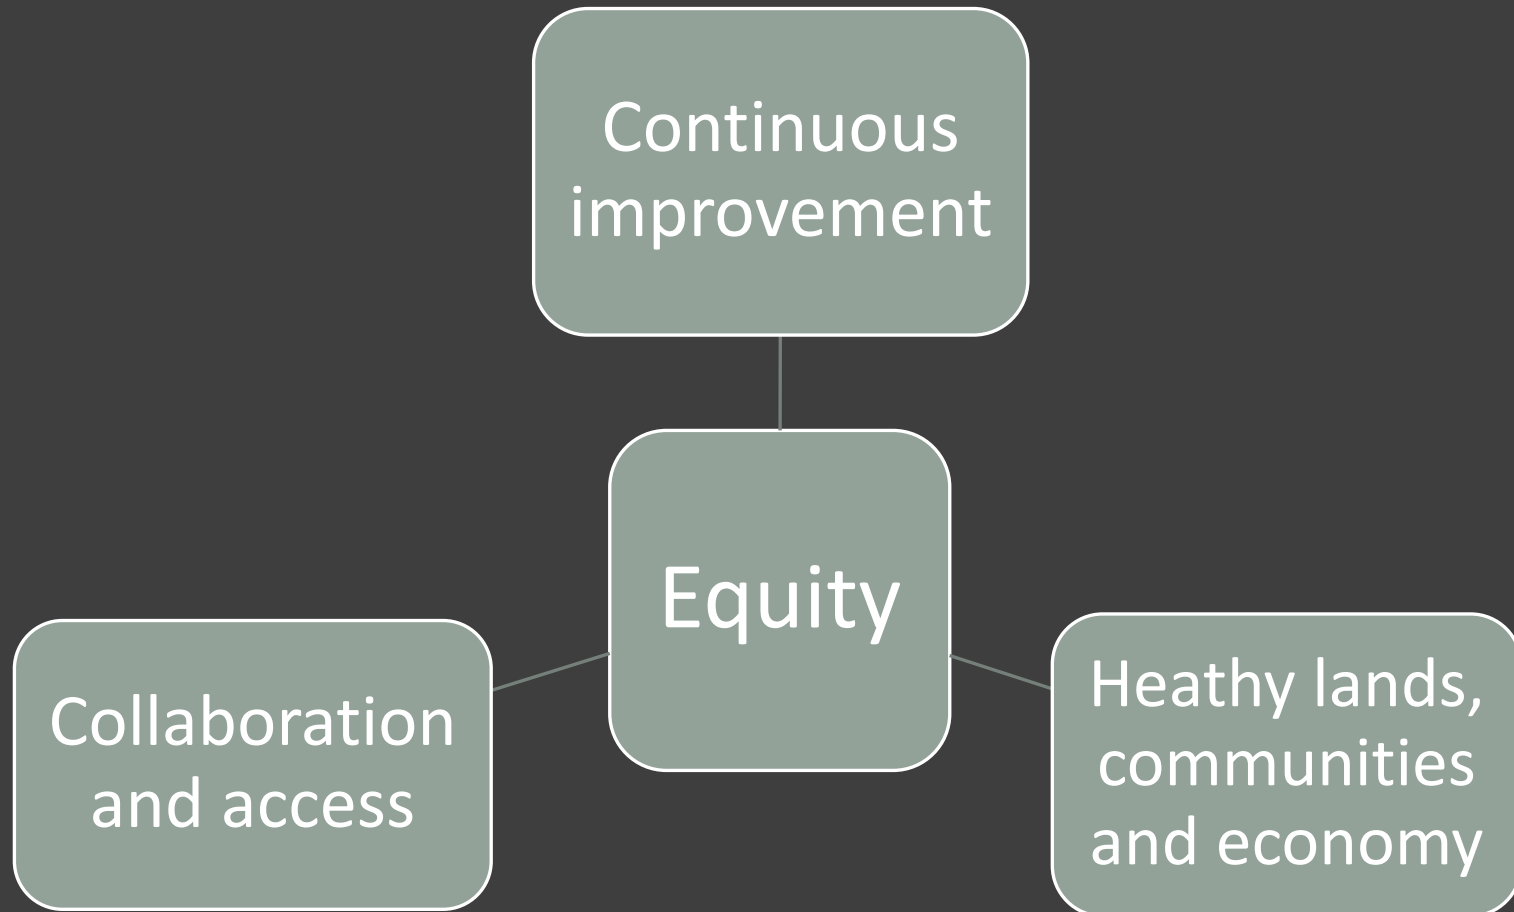 Continuous
improvement
Equity
Collaboration
and access
Heathy lands,
communities
and economy